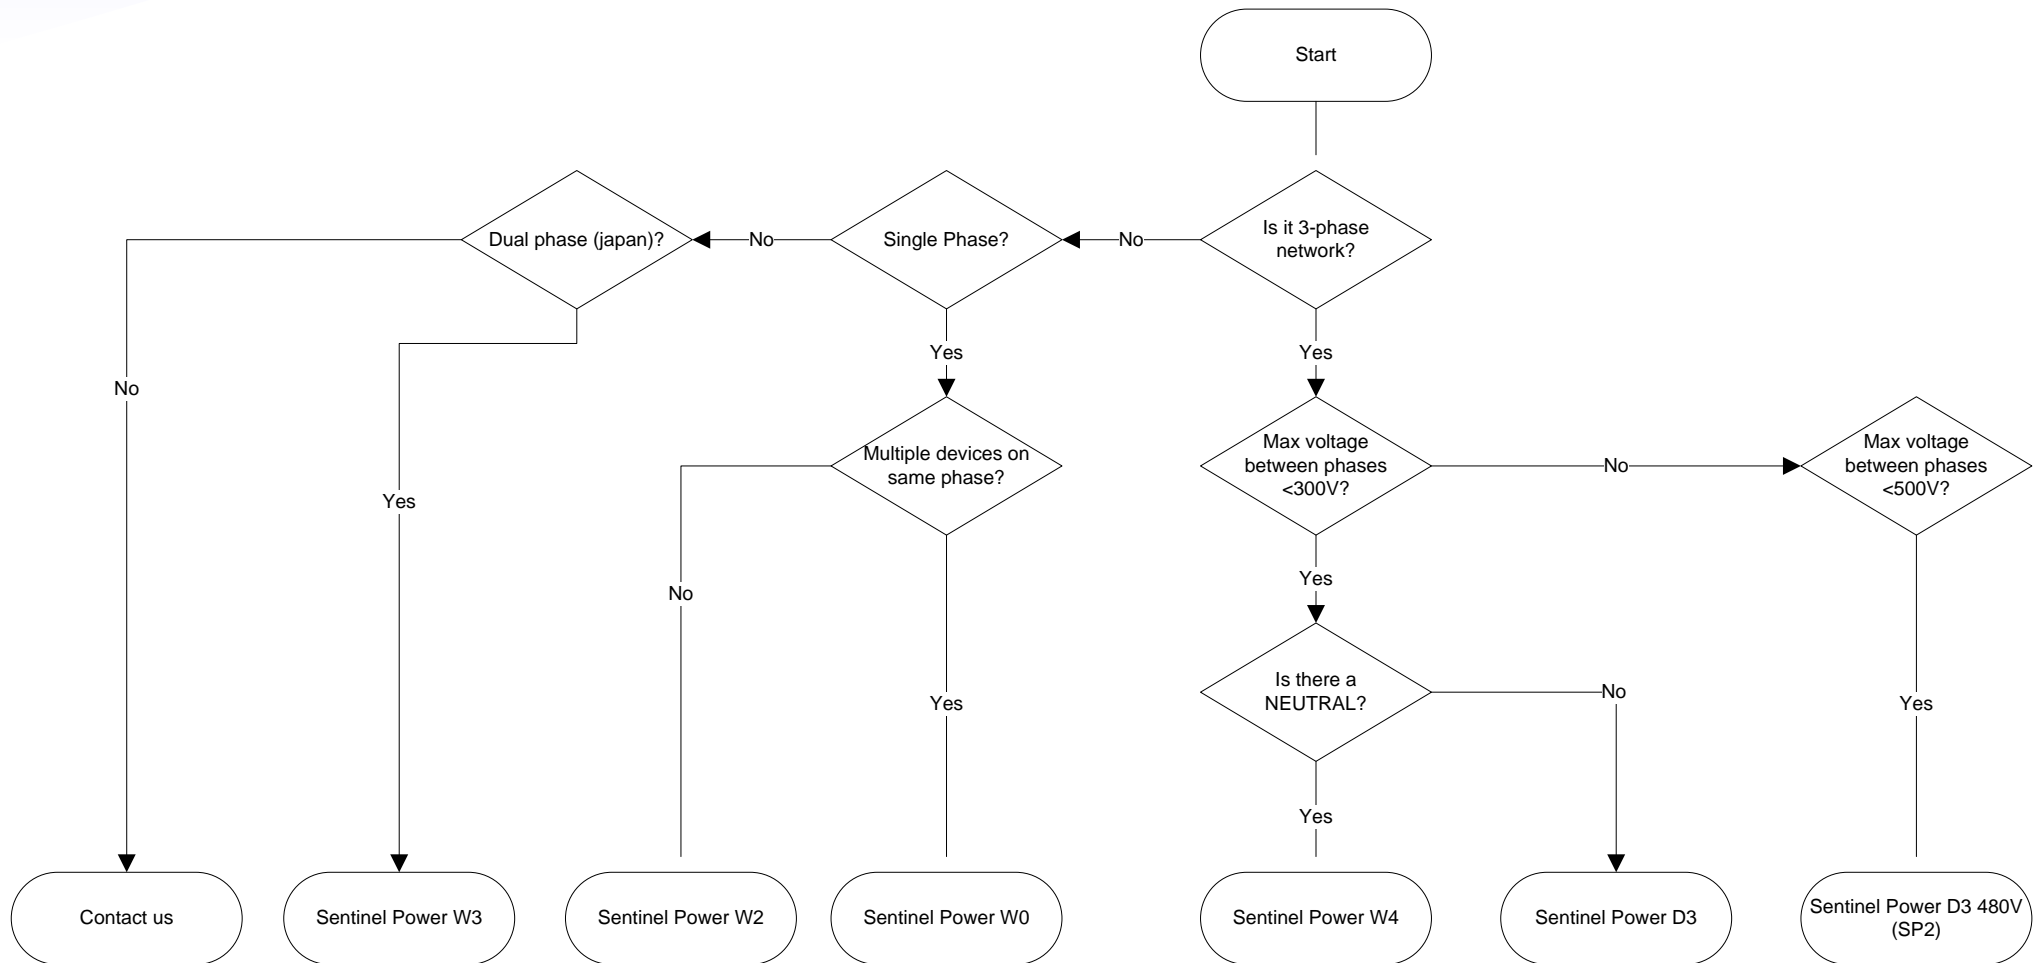 Start
Dual phase (japan)?
No
Single Phase?
No
Is it 3-phase
network?
Yes
Yes
No
Multiple devices on
same phase?
Max voltage
between phases
<300V?
No
Max voltage
between phases
<500V?
Yes
Yes
No
Is there a
NEUTRAL?
No
Yes
Yes
Yes
Contact us
Sentinel Power W3
Sentinel Power W2
Sentinel Power W0
Sentinel Power W4
Sentinel Power D3
Sentinel Power D3 480V
(SP2)